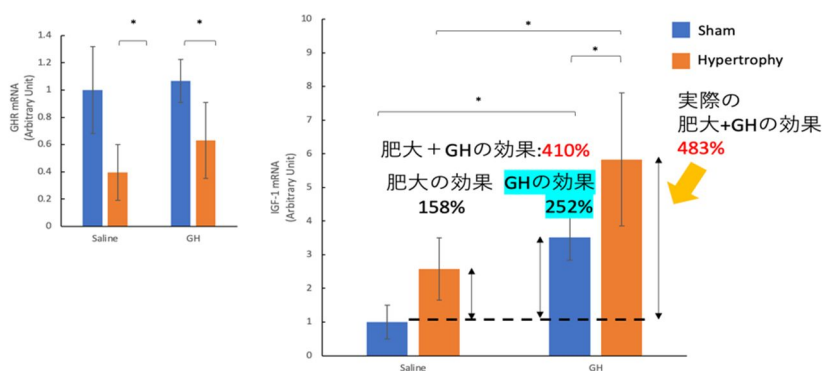 *
*
1.4
1.2
1
0.8
0.6
0.4
0.2
0
GHR mRNA
(Arbitrary Unit)
Saline
GH
10
9
8
7
6
5
4
3
2
1
0
IGF-1 mRNA
(Arbitrary Unit)
Saline
GH
*
*
*
Sham
Hypertrophy
実際の
肥大+GHの効果
483%
肥大＋GHの効果:410%
肥大の効果
158%
GHの効果
252%